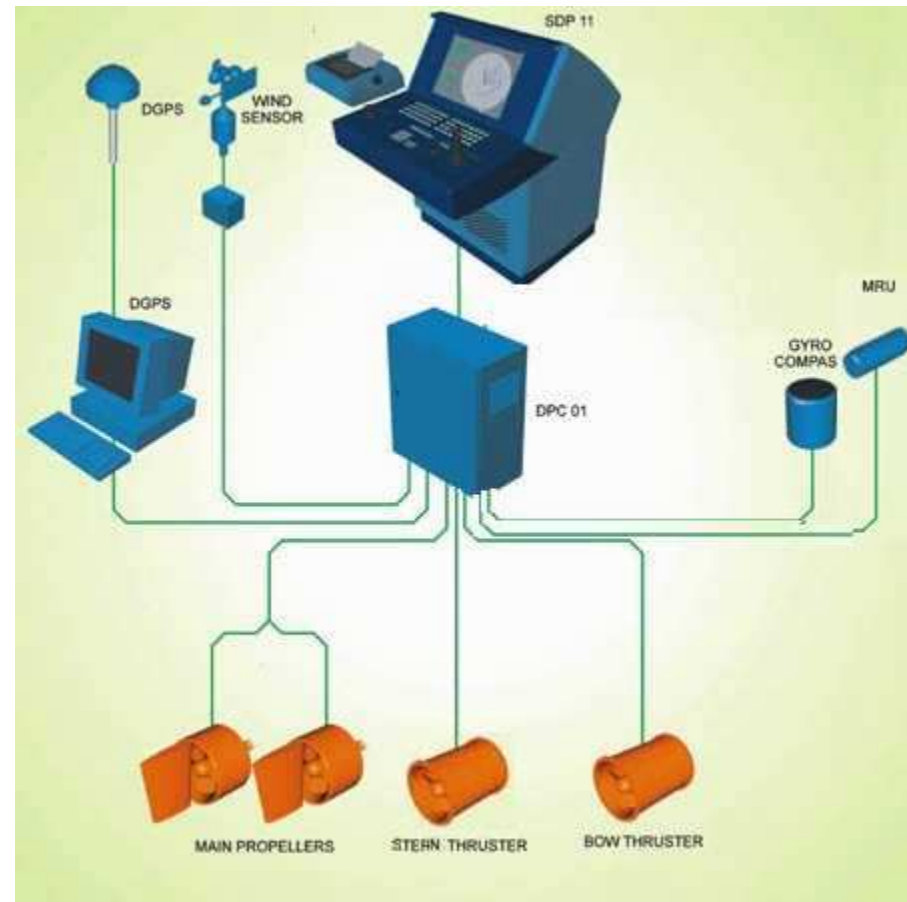 SDP 11
DGPS
WIND
SENSOR
DGPS
MRU
GYRO
COMPAS
DPC 01
MAIN PROPELLERS
STERN THRUSTER
BOW THRUSTER